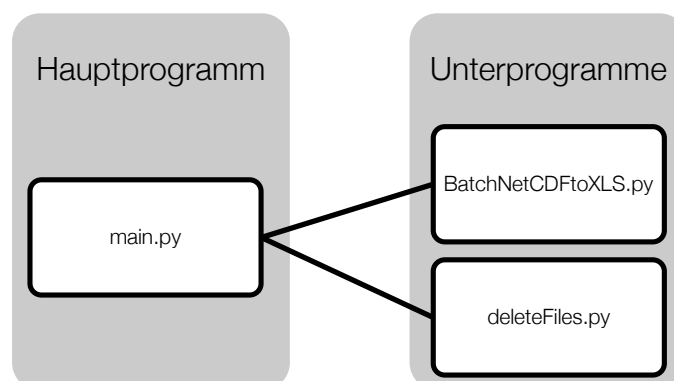 Hauptprogramm
main.py
Unterprogramme
BatchNetCDFtoXLS.py
deleteFiles.py